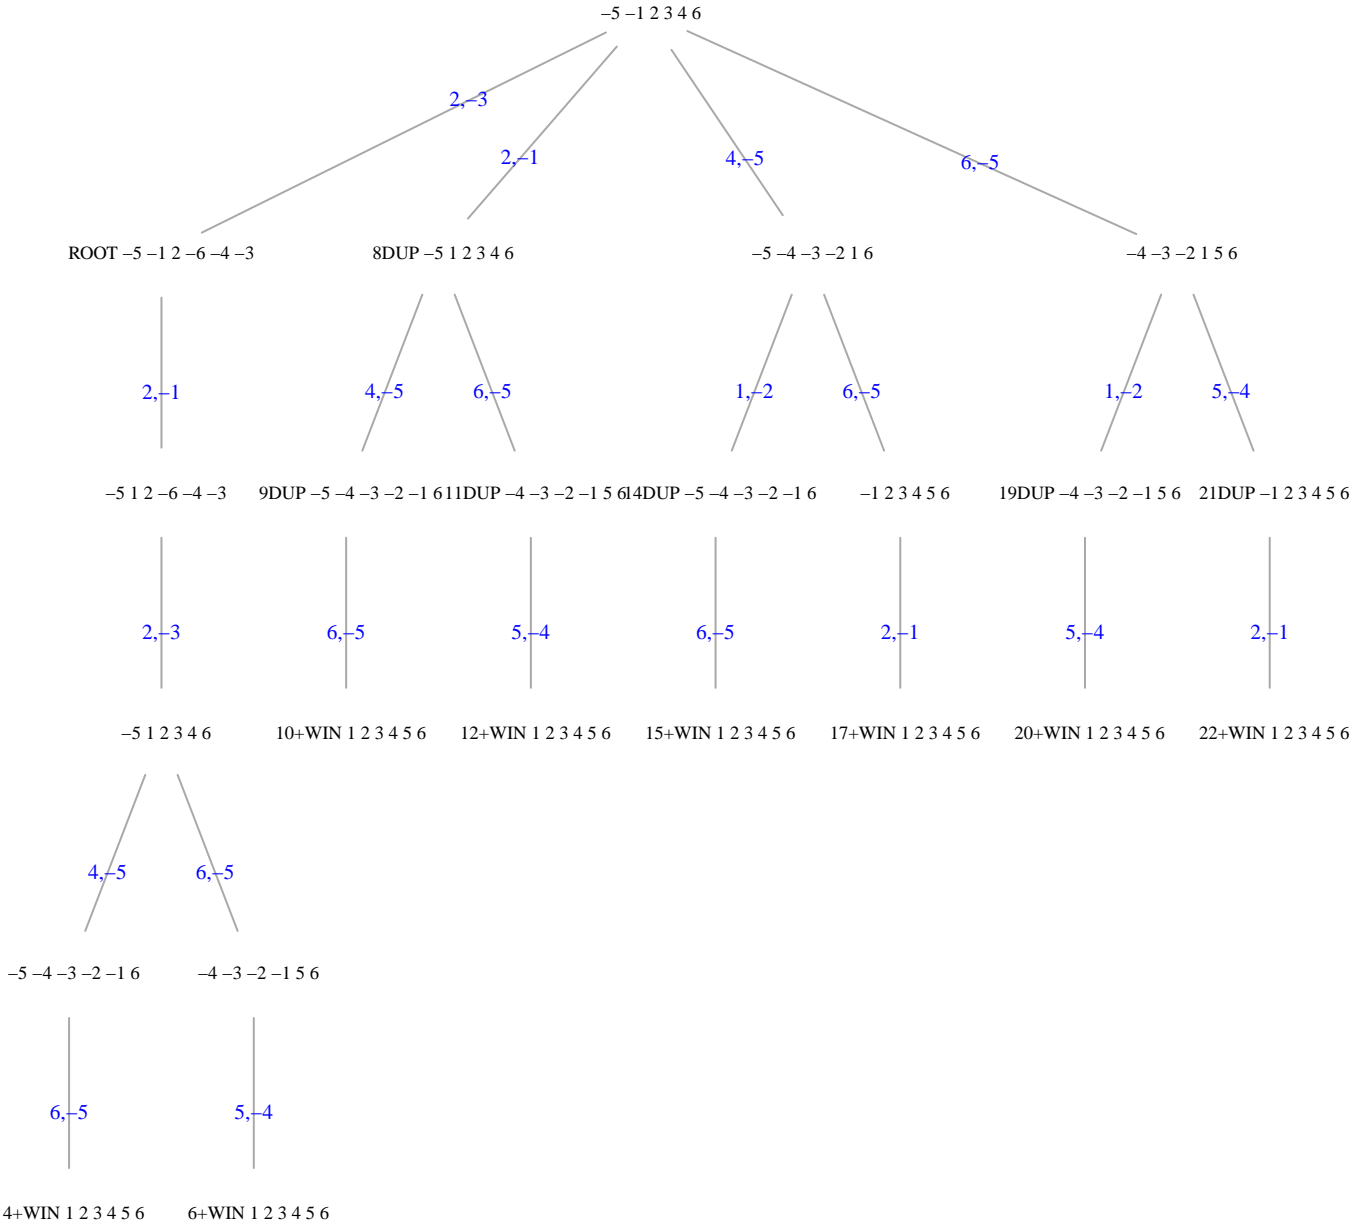 –5 –1 2 3 4 6
2,–3
2,–1
4,–5
6,–5
ROOT –5 –1 2 –6 –4 –3
8DUP –5 1 2 3 4 6
–5 –4 –3 –2 1 6
–4 –3 –2 1 5 6
2,–1
4,–5
6,–5
1,–2
6,–5
1,–2
5,–4
–5 1 2 –6 –4 –3
9DUP –5 –4 –3 –2 –1 6
11DUP –4 –3 –2 –1 5 6
14DUP –5 –4 –3 –2 –1 6
–1 2 3 4 5 6
19DUP –4 –3 –2 –1 5 6
21DUP –1 2 3 4 5 6
2,–3
6,–5
5,–4
6,–5
2,–1
5,–4
2,–1
–5 1 2 3 4 6
10+WIN 1 2 3 4 5 6
12+WIN 1 2 3 4 5 6
15+WIN 1 2 3 4 5 6
17+WIN 1 2 3 4 5 6
20+WIN 1 2 3 4 5 6
22+WIN 1 2 3 4 5 6
4,–5
6,–5
–5 –4 –3 –2 –1 6
–4 –3 –2 –1 5 6
6,–5
5,–4
4+WIN 1 2 3 4 5 6
6+WIN 1 2 3 4 5 6